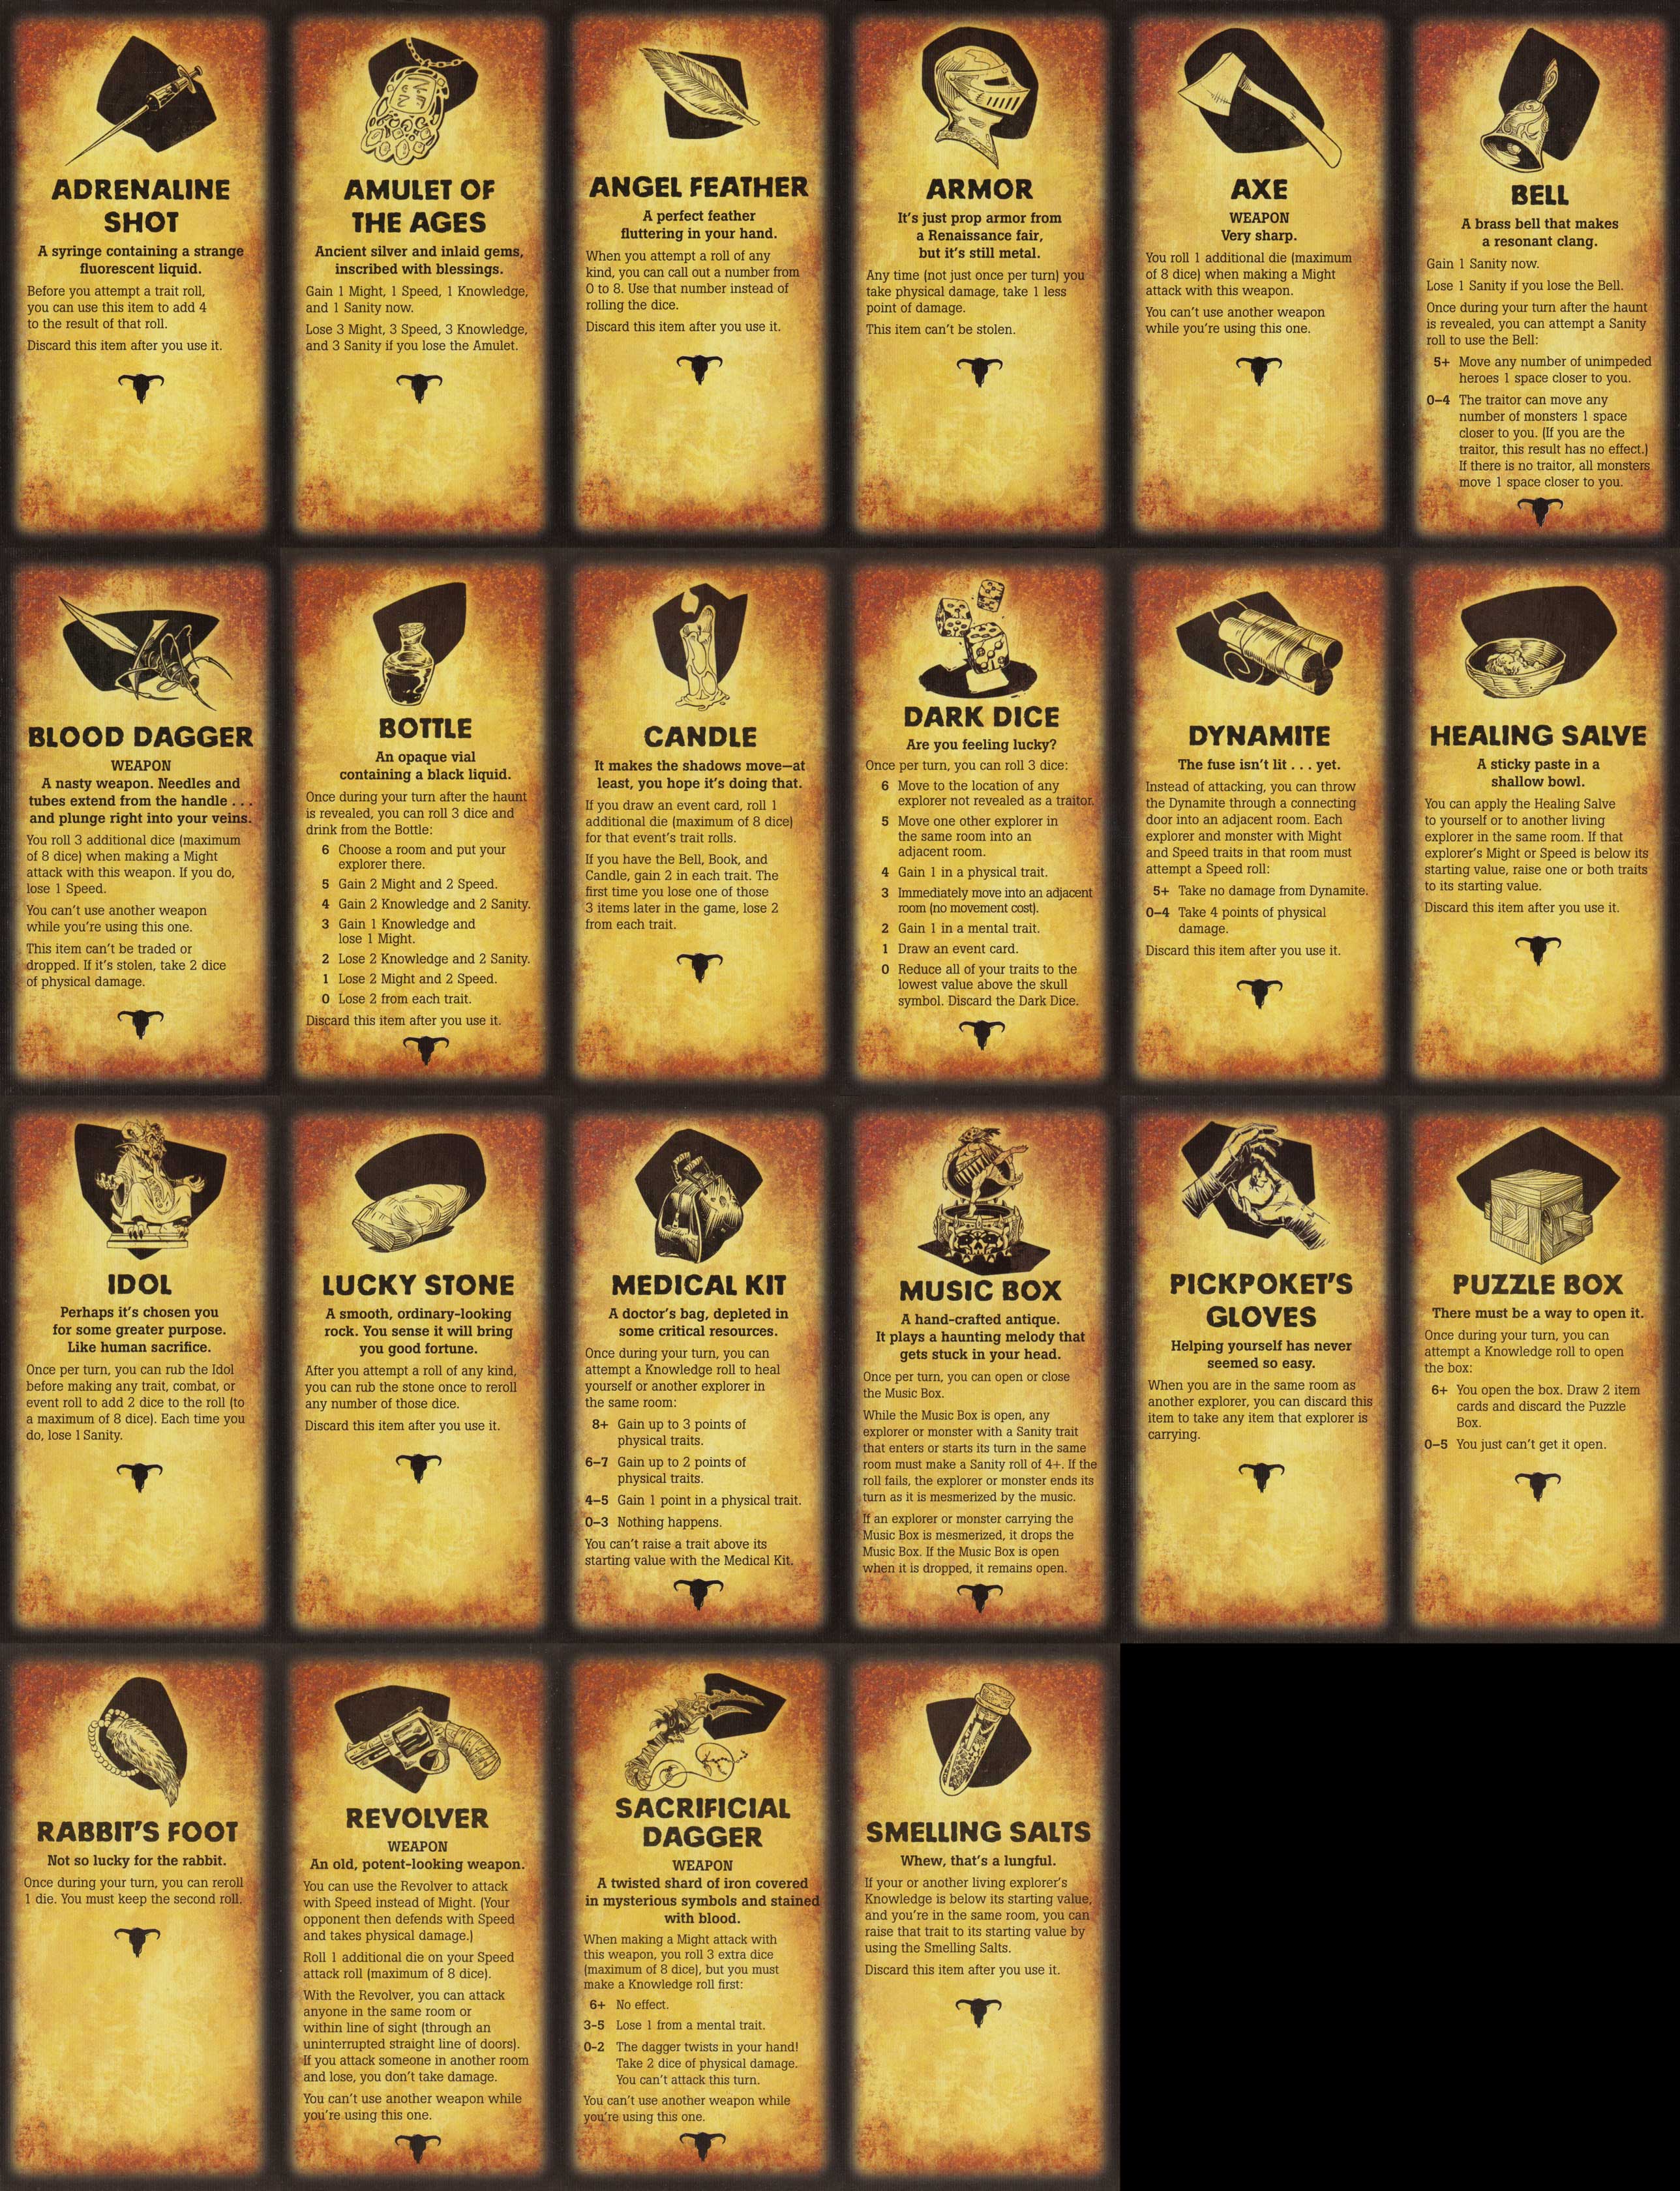 ADRENALINE
SHOT
A syringe containing a strange
fluorescent liquid.
Before you attempt a trait roll,
you can use this item to add 4
to the result of that roll.
Discard this item after you use it.
AMULET OF
THE AGES
Ancient silver and inlaid gems,
inscribed with blessings.
Gain 1 Might, 1 Speed, 1 Knowledge,
and 1 Sanity now.
Lose 3 Might, 3 Speed, 3 Knowledge,
and 3 Sanity if you lose the Amulet.
ANGEL FEATHER
A perfect feather
fluttering in your hand.
When you attempt a roll of any
kind, you can call out a number from
0 to 8. Use that number instead of
rolling the dice.
Discard this item after you use it.
ARMOR
It's just prop armor from
a Renaissance fair,
but it's still metal.
Any time (not just once per turn) you
take physical damage, take 1 less
point of damage.
This item can't be stolen.
AXE
WEAPON
Very sharp.
You roll 1 additional die (maximum
of 8 dice) when making a Might
attack with this weapon.
You can't use another weapon
while you're using this one.
BELL
A brass bell that makes
a resonant clang.
Gain 1 Sanity now.
Lose 1 Sanity if you lose the Bell.
Once during your turn after the haunt
is revealed, you can attempt a Sanity
roll to use the Bell:
5+ Move any number of unimpeded
heroes 1 space closer to you.
0–4 The traitor can move any
number of monsters 1 space
closer to you. (If you are the
traitor, this result has no effect.)
If there is no traitor, all monsters
move 1 space closer to you.
BLOOD DAGGER
WEAPON
A nasty weapon. Needles and
tubes extend from the handle . . .
and plunge right into your veins.
You roll 3 additional dice (maximum
of 8 dice) when making a Might
attack with this weapon. If you do,
lose 1 Speed.
You can't use another weapon
while you're using this one.
This item can't be traded or
dropped. If it's stolen, take 2 dice
of physical damage.
BOTTLE
An opaque vial
containing a black liquid.
Once during your turn after the haunt
is revealed, you can roll 3 dice and
drink from the Bottle:
6 Choose a room and put your
explorer there.
5 Gain 2 Might and 2 Speed.
4 Gain 2 Knowledge and 2 Sanity.
3 Gain 1 Knowledge and
lose 1 Might.
2 Lose 2 Knowledge and 2 Sanity.
1 Lose 2 Might and 2 Speed.
0 Lose 2 from each trait.
Discard this item after you use it.
CANDLE
It makes the shadows move—at
least, you hope it's doing that.
If you draw an event card, roll 1
additional die (maximum of 8 dice)
for that event's trait rolls.
If you have the Bell, Book, and
Candle, gain 2 in each trait. The
first time you lose one of those
3 items later in the game, lose 2
from each trait.
DARK DICE
Are you feeling lucky?
Once per turn, you can roll 3 dice:
6 Move to the location of any
explorer not revealed as a traitor.
5 Move one other explorer in
the same room into an
adjacent room.
4 Gain 1 in a physical trait.
3 Immediately move into an adjacent
room (no movement cost).
2 Gain 1 in a mental trait.
1 Draw an event card.
0 Reduce all of your traits to the
lowest value above the skull
symbol. Discard the Dark Dice.
DYNAMITE
The fuse isn't lit . . . yet.
Instead of attacking, you can throw
the Dynamite through a connecting
door into an adjacent room. Each
explorer and monster with Might
and Speed traits in that room must
attempt a Speed roll:
5+ Take no damage from Dynamite.
0–4 Take 4 points of physical
damage.
Discard this item after you use it.
HEALING SALVE
A sticky paste in a
shallow bowl.
You can apply the Healing Salve
to yourself or to another living
explorer in the same room. If that
explorer's Might or Speed is below its
starting value, raise one or both traits
to its starting value.
Discard this item after you use it.
IDOL
Perhaps it's chosen you
for some greater purpose.
Like human sacrifice.
Once per turn, you can rub the Idol
before making any trait, combat, or
event roll to add 2 dice to the roll (to
a maximum of 8 dice). Each time you
do, lose 1 Sanity.
LUCKY STONE
A smooth, ordinary-looking
rock. You sense it will bring
you good fortune.
After you attempt a roll of any kind,
you can rub the stone once to reroll
any number of those dice.
Discard this item after you use it.
MEDICAL KIT
A doctor's bag, depleted in
some critical resources.
Once during your turn, you can
attempt a Knowledge roll to heal
yourself or another explorer in
the same room:
8+ Gain up to 3 points of
physical traits.
6–7 Gain up to 2 points of
physical traits.
4–5 Gain 1 point in a physical trait.
0–3 Nothing happens.
You can't raise a trait above its
starting value with the Medical Kit.
MUSIC BOX
A hand-crafted antique.
It plays a haunting melody that
gets stuck in your head.
Once per turn, you can open or close
the Music Box.
While the Music Box is open, any
explorer or monster with a Sanity trait
that enters or starts its turn in the same
room must make a Sanity roll of 4+. If the
roll fails, the explorer or monster ends its
turn as it is mesmerized by the music.
If an explorer or monster carrying the
Music Box is mesmerized, it drops the
Music Box. If the Music Box is open
when it is dropped, it remains open.
PICKPOKET'S
GLOVES
Helping yourself has never
seemed so easy.
When you are in the same room as
another explorer, you can discard this
item to take any item that explorer is
carrying.
PUZZLE BOX
There must be a way to open it.
Once during your turn, you can
attempt a Knowledge roll to open
the box:
6+ You open the box. Draw 2 item
cards and discard the Puzzle
Box.
0–5 You just can't get it open.
RABBIT'S FOOT
Not so lucky for the rabbit.
Once during your turn, you can reroll
1 die. You must keep the second roll.
REVOLVER
WEAPON
An old, potent-looking weapon.
You can use the Revolver to attack
with Speed instead of Might. (Your
opponent then defends with Speed
and takes physical damage.)
Roll 1 additional die on your Speed
attack roll (maximum of 8 dice).
With the Revolver, you can attack
anyone in the same room or
within line of sight (through an
uninterrupted straight line of doors).
If you attack someone in another room
and lose, you don't take damage.
You can't use another weapon while
you're using this one.
SACRIFICIAL
DAGGER
WEAPON
A twisted shard of iron covered
in mysterious symbols and stained
with blood.
When making a Might attack with
this weapon, you roll 3 extra dice
(maximum of 8 dice), but you must
make a Knowledge roll first:
6+ No effect.
3-5 Lose 1 from a mental trait.
0-2 The dagger twists in your hand!
Take 2 dice of physical damage.
You can't attack this turn.
You can't use another weapon while
you're using this one.
SMELLING SALTS
Whew, that's a lungful.
If your or another living explorer's
Knowledge is below its starting value,
and you're in the same room, you can
raise that trait to its starting value by
using the Smelling Salts.
Discard this item after you use it.